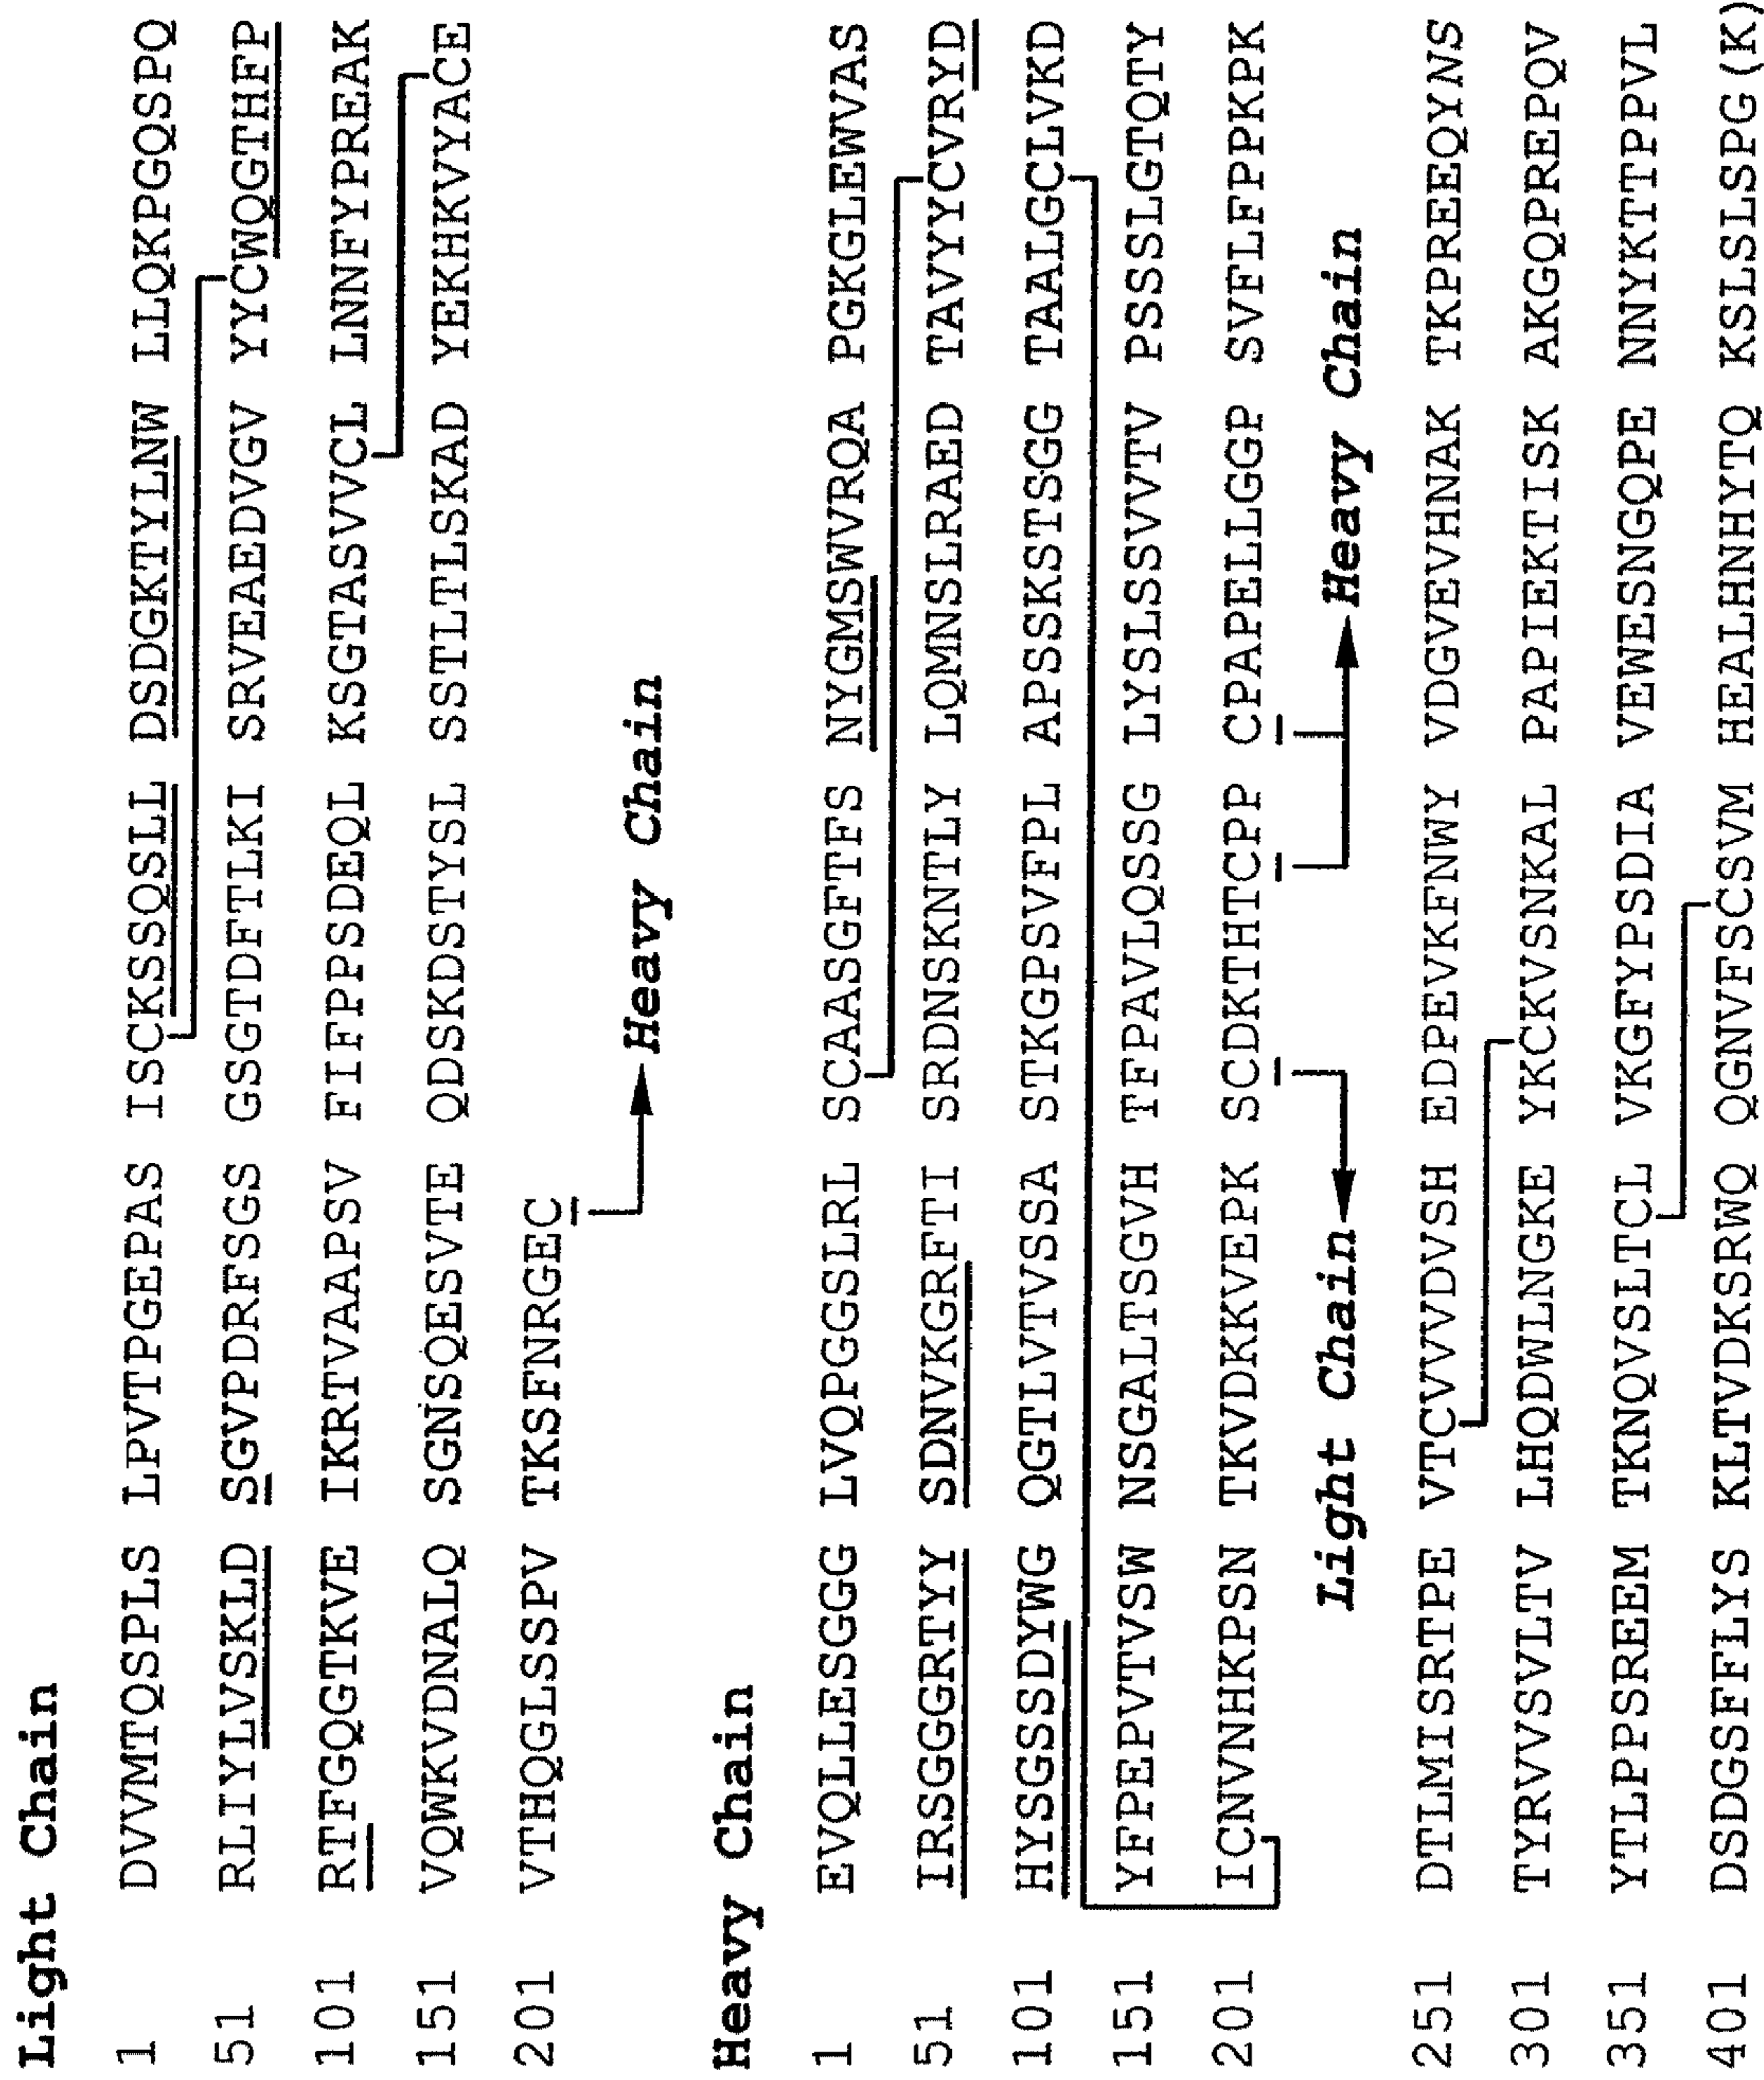 Light Chain
1 DVVMTQSPLS LPVTPGEPAS ISCKSSQSLL DSDGKTYLNW LLQKPGQSPQ
51 RLIYLVSKLD SGVPDRFSGS GSGTDFTLKI SRVEAEDVGV YYCWQGTHFP
101 RTFGQGTKVE IKRTVAAPSV FIFPPSDEQL KSGTASVVCL LNNFYPREAK
151 VQWKVDNALQ SGNSQESVTE QDSKDSTYSL SSTLTLSKAD YEKHKVYACE
201 VTHQGLSSPV TKSFNRGEC
Heavy Chain
Heavy Chain
1 EVQLLESGGG LVQPGGSLRL SCAASGFTFS NYGMSWVRQA PGKGLEWVAS
51 IRSGGGRTYY SDNVKGRFTI SRDNSKNTLY LQMNSLRAED TAVYYCVRYD
101 HYSGSSDYWG QGTLVTVSSA STKGPSVFPL APSSKSTSGG TAALGCLVKD
151 YFPEPVTVSW NSGALTSGVH TFPAVLQSSG LYSLSSVVTV PSSSLGTQTY
201 ICNVNHKPSN TKVDKKVEPK SCDKTHTCPP CPAPELLGGP SVFLFPPKPK
Light Chain Heavy Chain
251 DTLMISRTPE VTCVVVDVSH EDPEVKFNWY VDGVEVHNAK TKPREEQYNS
301 TYRVVSVLTV LHQDWLNGKE YKCKVSNKAL PAPIEKTISK AKGQPREPQV
351 YTLPPSREEM TKNQVSLTCL VKGFYPSDIA VEWESNGQPE NNYKTTPPVL
401 DSDGSFFLYS KLTVDKSRWQ QGNVFSCSVM HEALHNHYTQ KSLSLSPG(K)